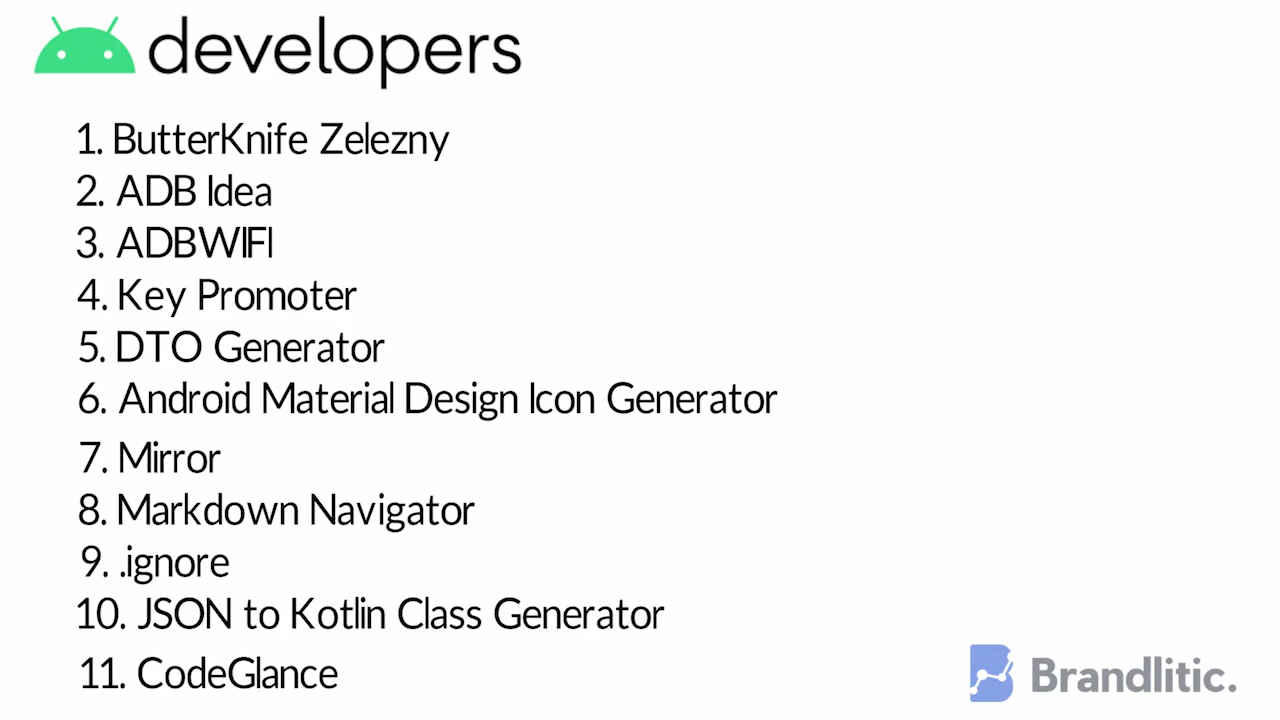 developers
1. ButterKnife Zelezny
2. ADB Idea
3. ADBWIFI
4. Key Promoter
5. DTO Generator
6. Android Material Design Icon Generator
7. Mirror
8. Markdown Navigator
9. .ignore
10. JSON to Kotlin Class Generator
11. CodeGlance
Brandlitic.